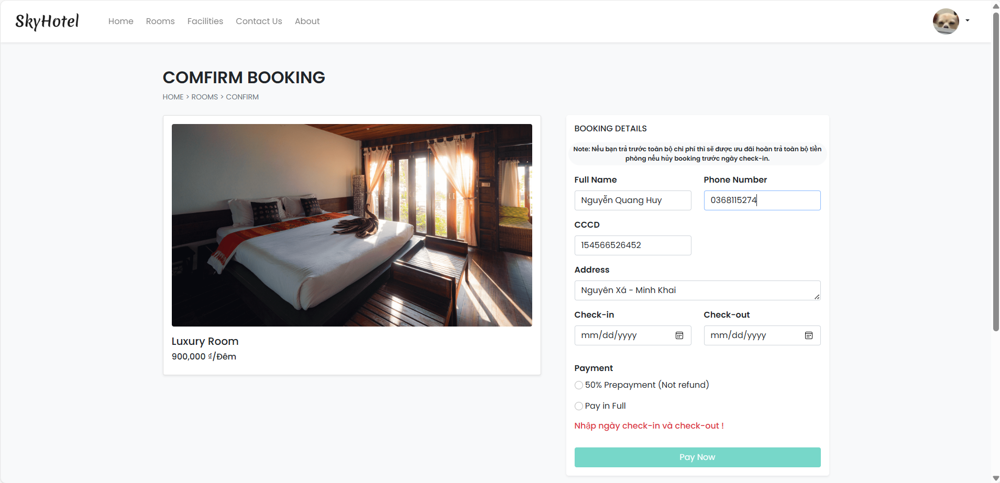 SkyHotel
Home Rooms Facilities Contact Us About
COMFIRM BOOKING
HOME > ROOMS > CONFIRM
Luxury Room
900,000 ₫/Đêm
BOOKING DETAILS
Note: Nếu bạn trả trước toàn bộ chi phí thì sẽ được ưu đãi hoàn trả toàn bộ tiền
phòng nếu hủy booking trước ngày check-in.
Full Name Phone Number
Nguyễn Quang Huy 0368115274
CCCD
154566526452
Address
Nguyên Xá - Minh Khai
Check-in Check-out
mm/dd/yyyy mm/dd/yyyy
Payment
50% Prepayment (Not refund)
Pay in Full
Nhập ngày check-in và check-out !
Pay Now